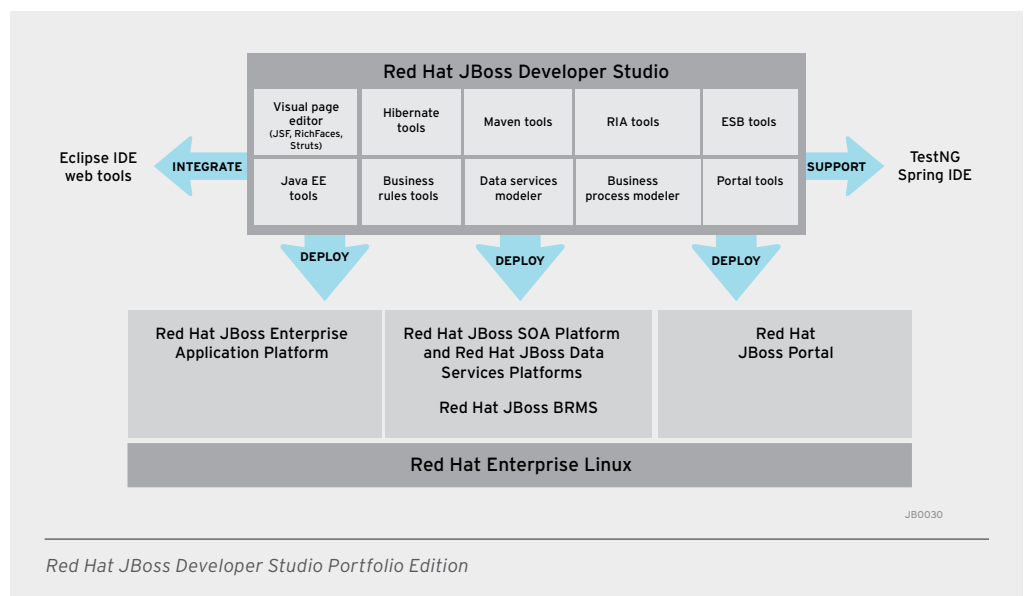 Red Hat JBoss Developer Studio
Visual page
editor
(JSF, RichFaces,
Struts)
Hibernate
tools
Maven tools
RIA tools
ESB tools
Eclipse IDE
web tools
INTEGRATE
SUPPORT
TestNG
Spring IDE
Java EE
tools
Business
rules tools
Data services
modeler
Business
process modeler
Portal tools
DEPLOY
DEPLOY
DEPLOY
Red Hat JBoss Enterprise
Application Platform
Red Hat JBoss SOA Platform
and Red Hat JBoss Data
Services Platforms
Red Hat JBoss BRMS
Red Hat
JBoss Portal
Red Hat Enterprise Linux
JB0030
Red Hat JBoss Developer Studio Portfolio Edition